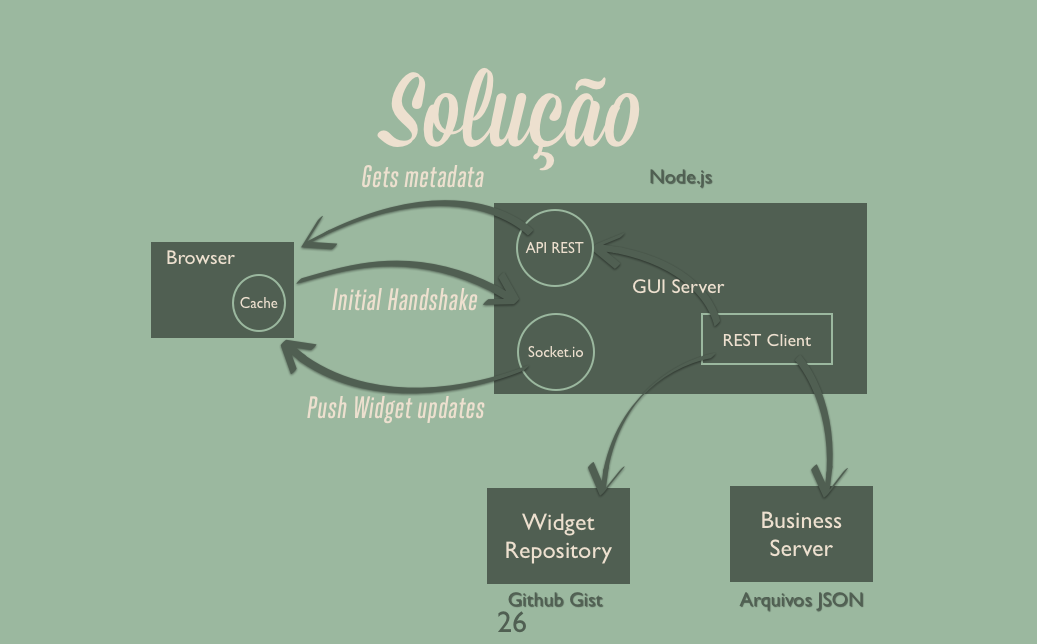 Solução
Gets metadata
Node.js
Browser
API REST
GUI Server
Cache
Initial Handshake
REST Client
Socket.io
Push Widget updates
Widget
Repository
Business
Server
Github Gist
Arquivos JSON
26